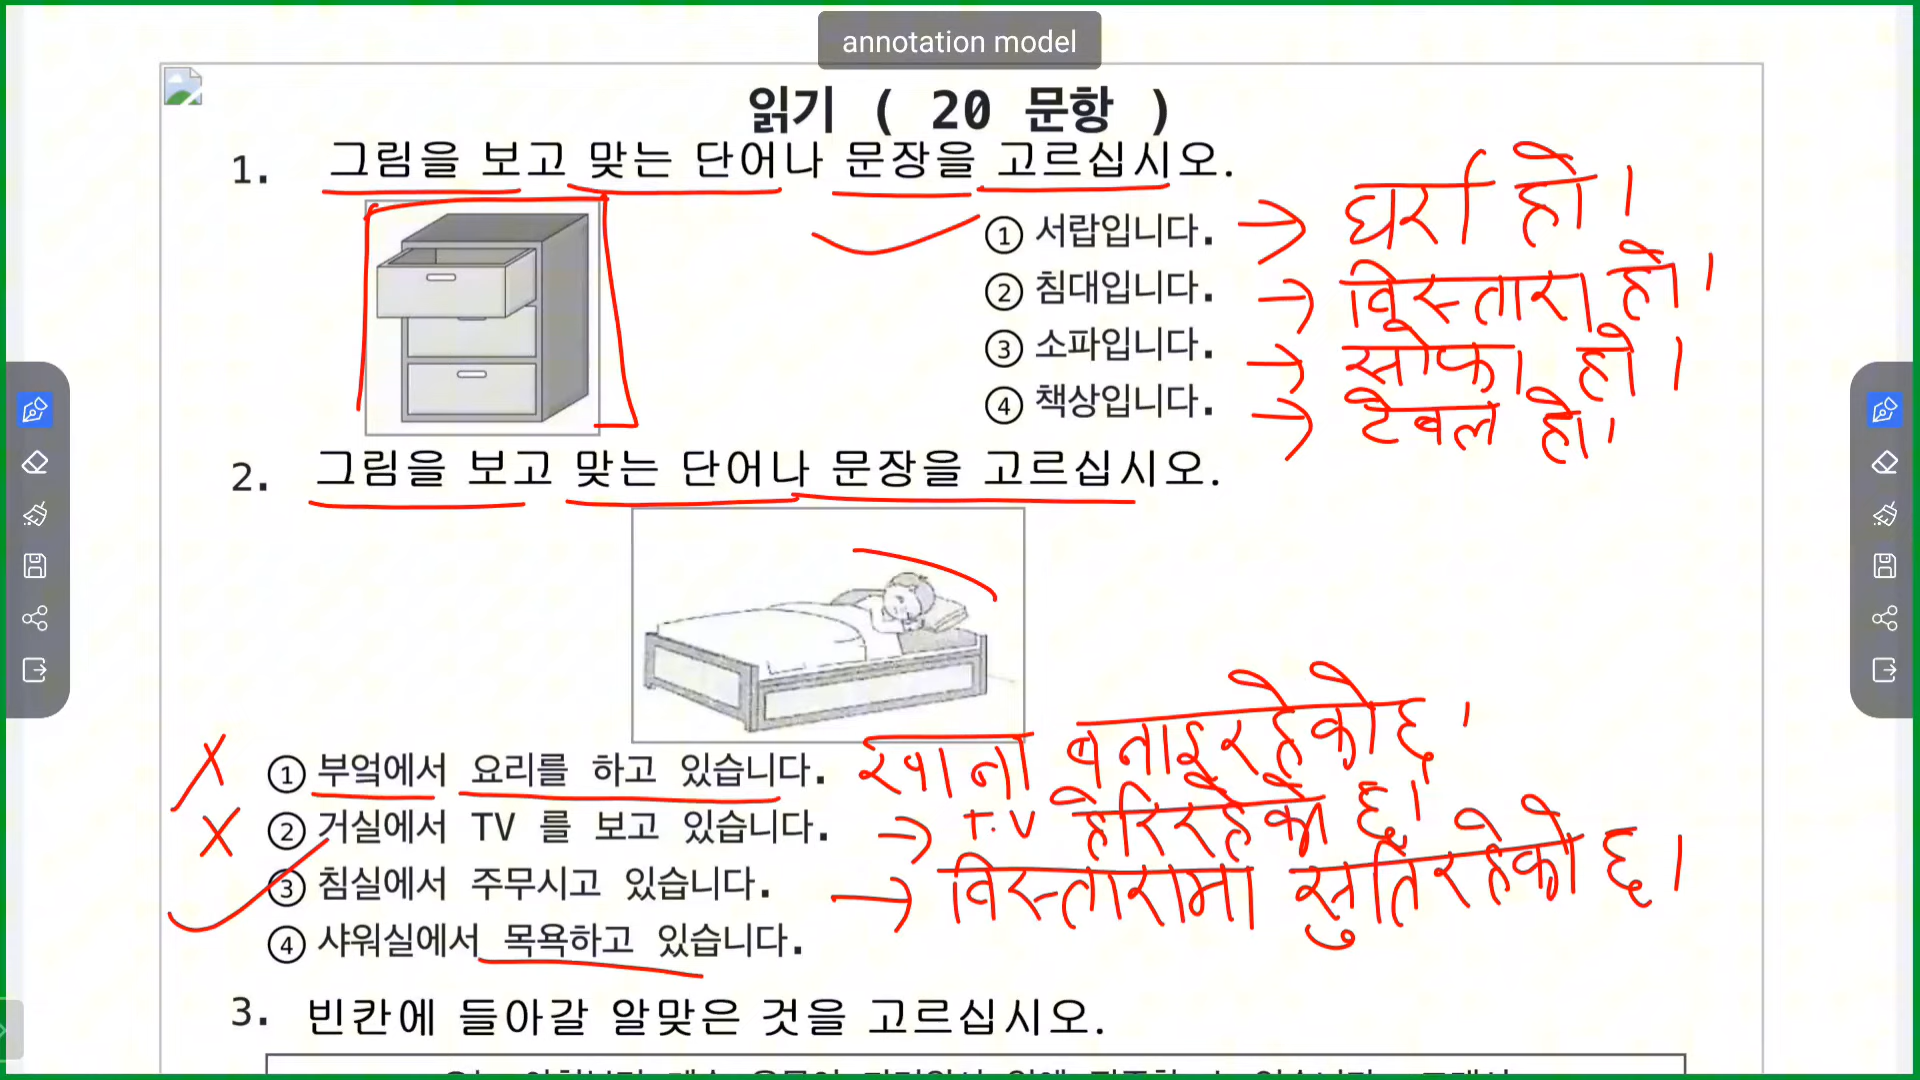 annotation model
읽기 ( 20 문항 )
1. 그림을 보고 맞는 단어나 문장을 고르십시오.
① 서랍입니다. → घर्रा हो।
② 침대입니다. → विस्तारा हो।
③ 소파입니다. → सोफा हो।
④ 책상입니다. → टेबल हो।
2. 그림을 보고 맞는 단어나 문장을 고르십시오.
① 부엌에서 요리를 하고 있습니다. खाना बनाइरहेको छ।
② 거실에서 TV 를 보고 있습니다. → T.V हेरिरहेको छ।
③ 침실에서 주무시고 있습니다. → विस्तारामा सुतिरहेको छ।
④ 샤워실에서 목욕하고 있습니다.
3. 빈칸에 들아갈 알맞은 것을 고르십시오.